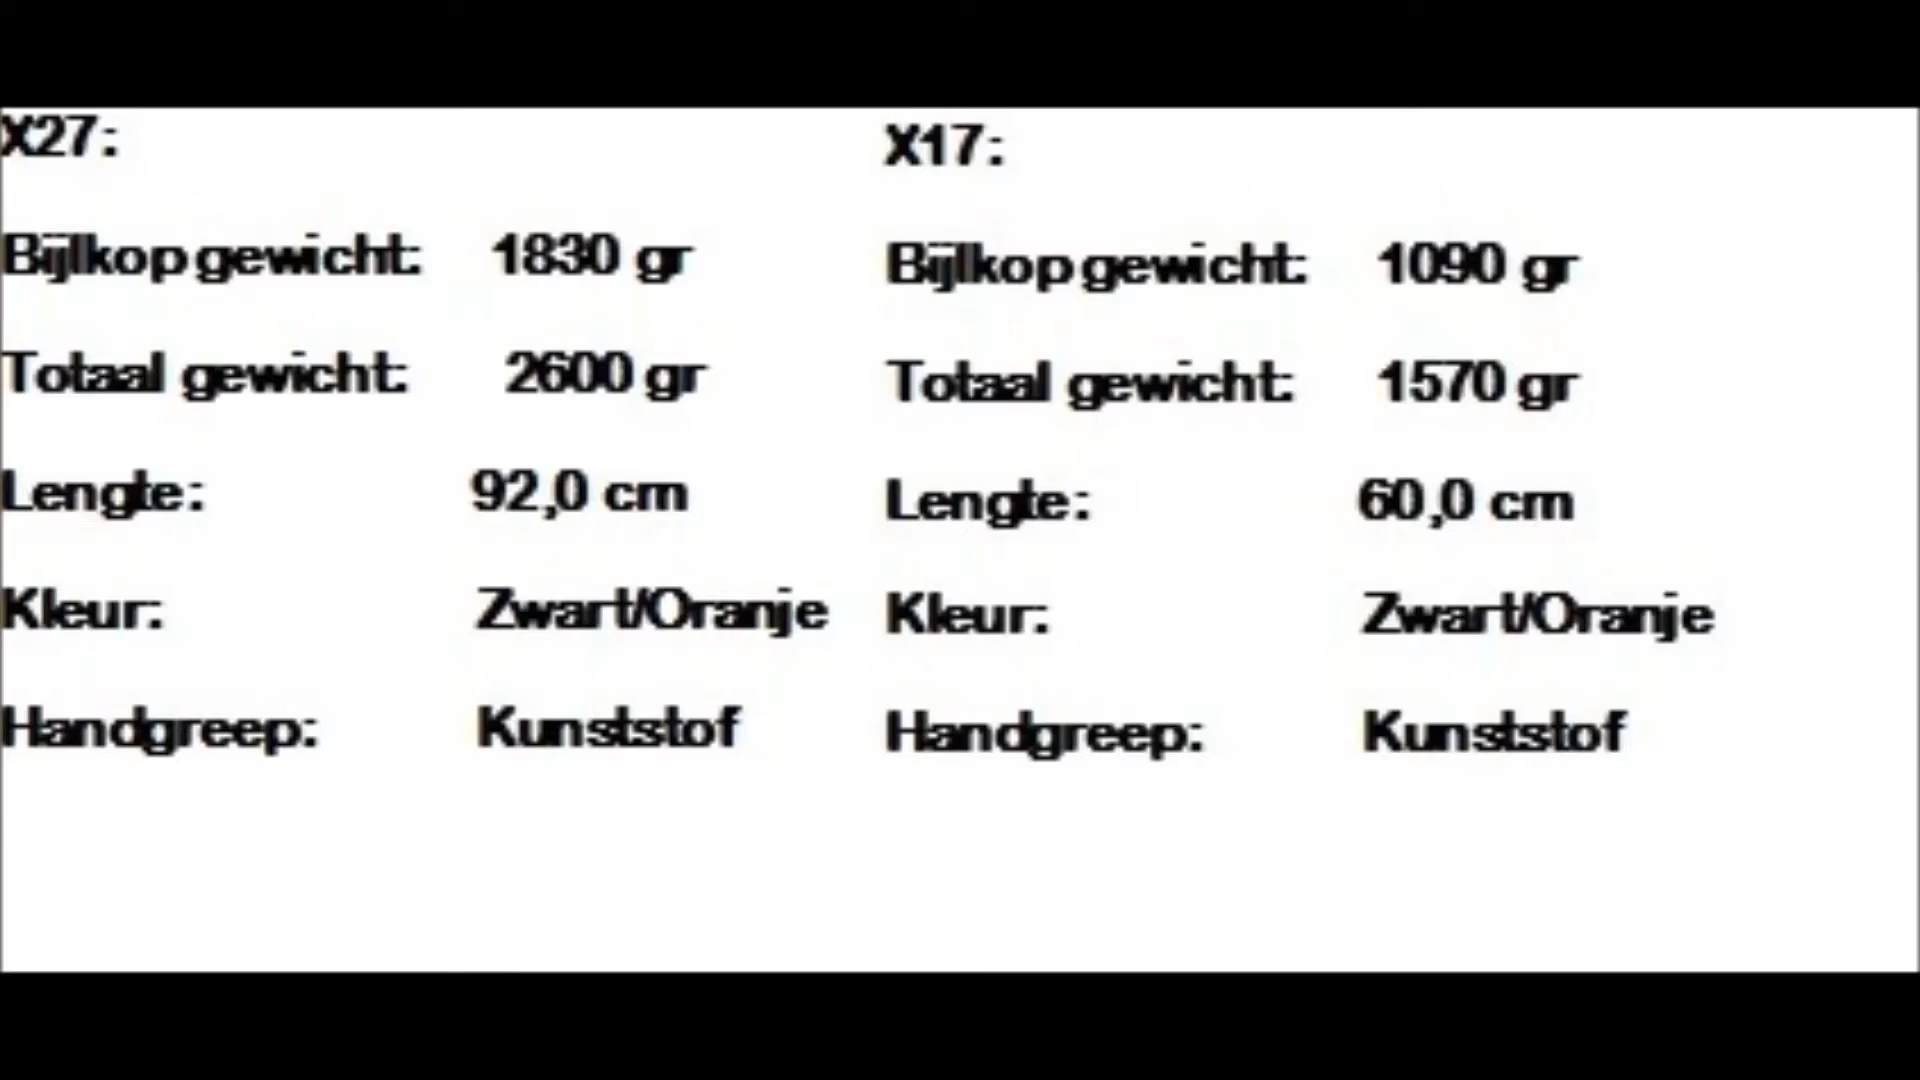 X27:
Bijlkop gewicht: 1830 gr
Totaal gewicht: 2600 gr
Lengte: 92,0 cm
Kleur: Zwart/Oranje
Handgreep: Kunststof
X17:
Bijlkop gewicht: 1090 gr
Totaal gewicht: 1570 gr
Lengte: 60,0 cm
Kleur: Zwart/Oranje
Handgreep: Kunststof